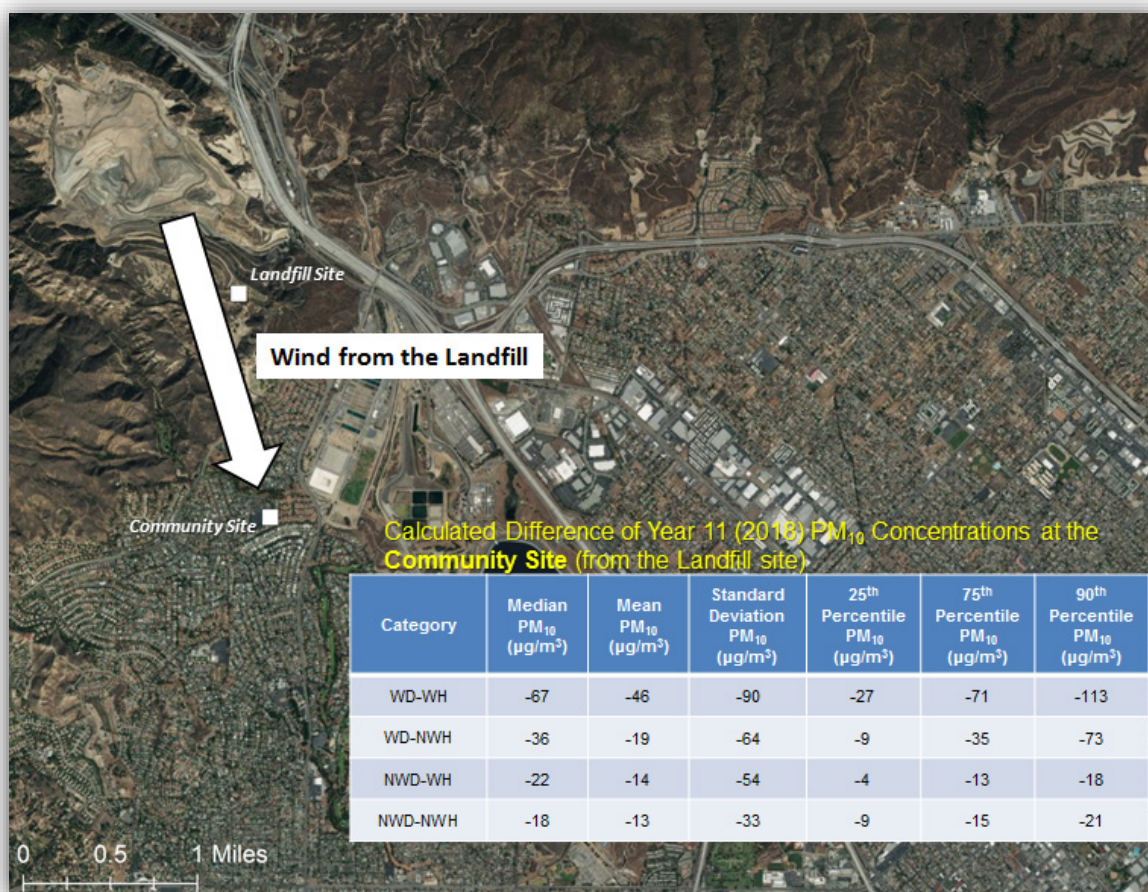 Landfill Site
Wind from the Landfill
Community Site
Calculated Difference of Year 11 (2018) PM₁₀ Concentrations at the
Community Site (from the Landfill site)
Category
Median
PM₁₀
(µg/m³)
Mean
PM₁₀
(µg/m³)
Standard
Deviation
PM₁₀
(µg/m³)
25th
Percentile
PM₁₀
(µg/m³)
75th
Percentile
PM₁₀
(µg/m³)
90th
Percentile
PM₁₀
(µg/m³)
WD-WH -67 -46 -90 -27 -71 -113
WD-NWH -36 -19 -64 -9 -35 -73
NWD-WH -22 -14 -54 -4 -13 -18
NWD-NWH -18 -13 -33 -9 -15 -21
0 0.5 1 Miles